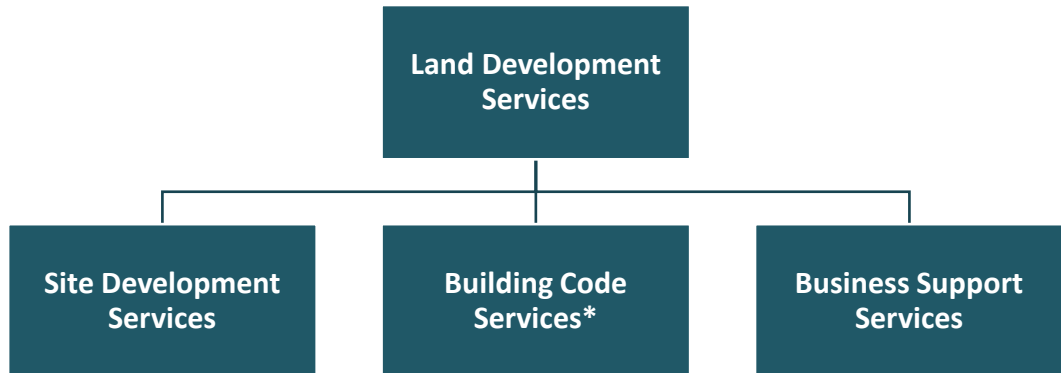 Land Development
Services
Site Development
Services
Building Code
Services*
Business Support
Services